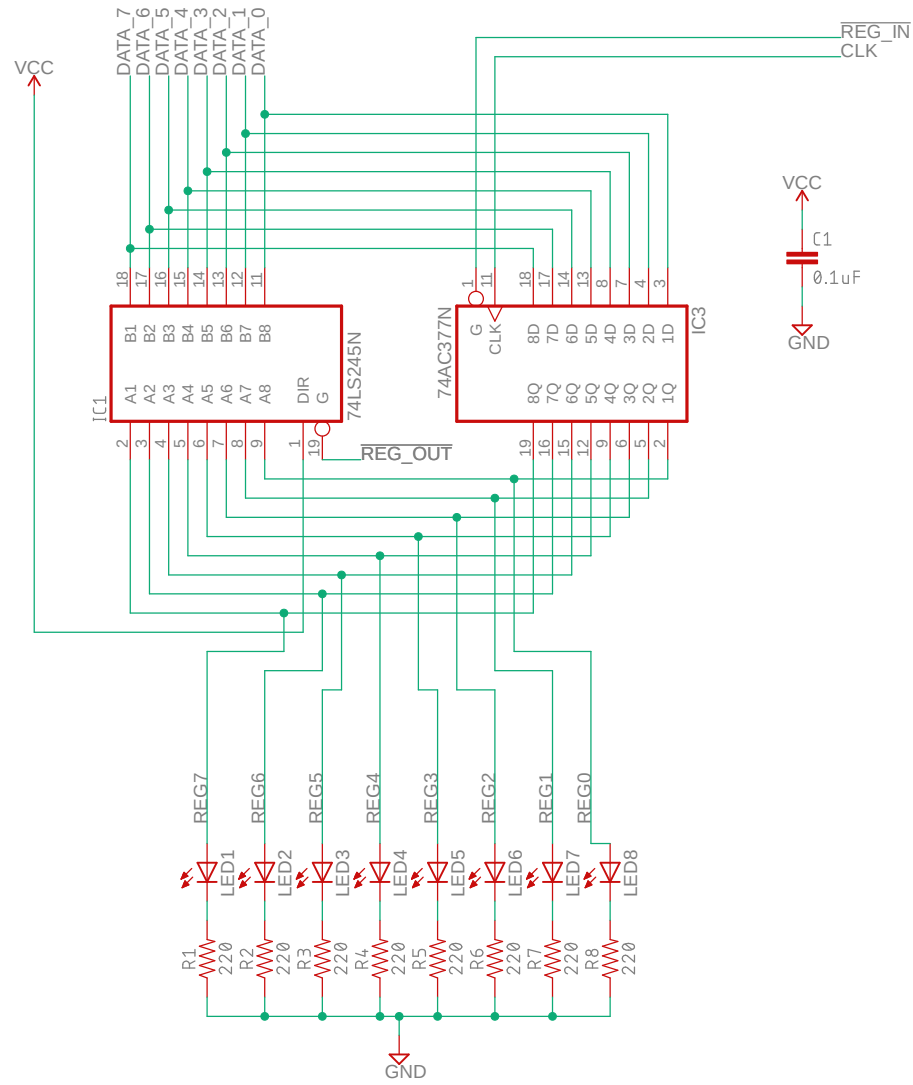 DATA_7
DATA_6
DATA_5
DATA_4
DATA_3
DATA_2
DATA_1
DATA_0
REG_IN
CLK
VCC
VCC
C1
0.1uF
GND
18 17 16 15 14 13 12 11
1 11 18 17 14 13 8 7 4 3
B1 B2 B3 B4 B5 B6 B7 B8
G CLK 8D 7D 6D 5D 4D 3D 2D 1D
IC3
74LS245N
74AC377N
A1 A2 A3 A4 A5 A6 A7 A8 DIR G
8Q 7Q 6Q 5Q 4Q 3Q 2Q 1Q
IC1
2 3 4 5 6 7 8 9 1 19
19 16 15 12 9 6 5 2
REG_OUT
REG7
REG6
REG5
REG4
REG3
REG2
REG1
REG0
LED1
LED2
LED3
LED4
LED5
LED6
LED7
LED8
R1 220
R2 220
R3 220
R4 220
R5 220
R6 220
R7 220
R8 220
GND